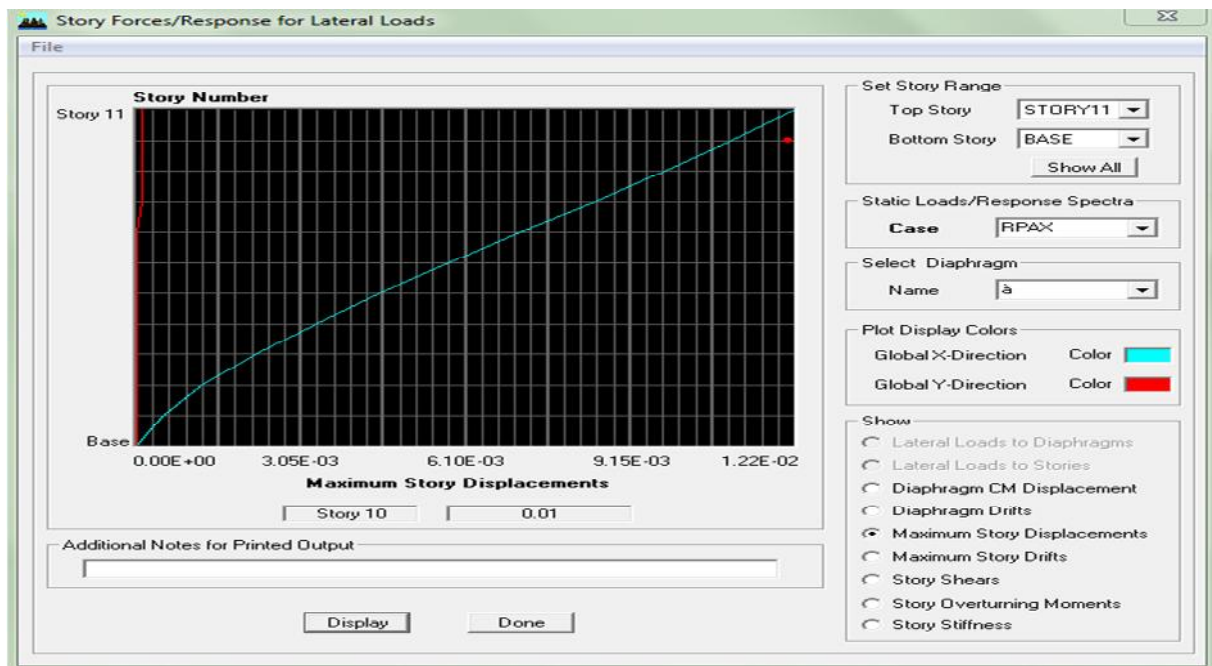 Story Forces/Response for Lateral Loads
File
Story Number
Story 11
Base
0.00E+00 3.05E-03 6.10E-03 9.15E-03 1.22E-02
Maximum Story Displacements
Story 10 0.01
Additional Notes for Printed Output
Display Done
Set Story Range
Top Story STORY11
Bottom Story BASE
Show All
Static Loads/Response Spectra
Case RPAX
Select Diaphragm
Name à
Plot Display Colors
Global X-Direction Color
Global Y-Direction Color
Show
Lateral Loads to Diaphragms
Lateral Loads to Stories
Diaphragm CM Displacement
Diaphragm Drifts
Maximum Story Displacements
Maximum Story Drifts
Story Shears
Story Overturning Moments
Story Stiffness